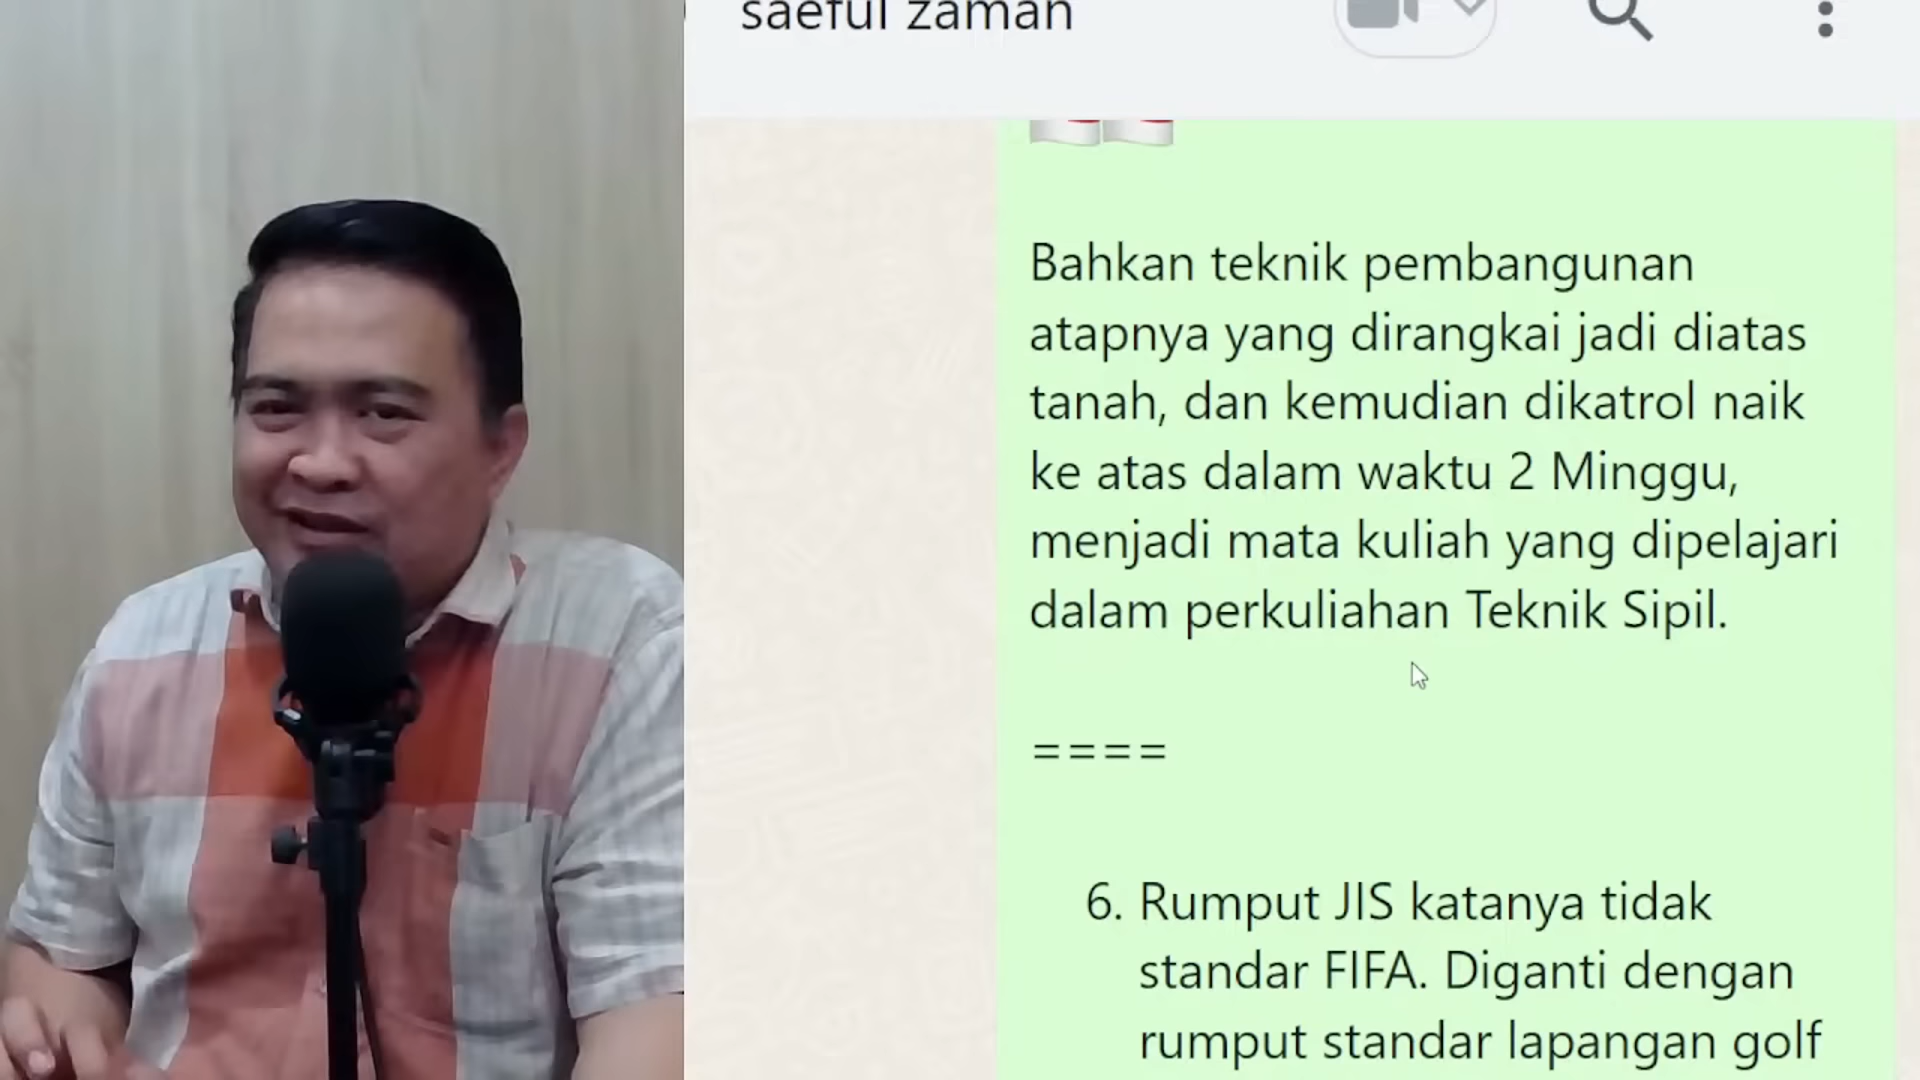 saeful zaman
Bahkan teknik pembangunan
atapnya yang dirangkai jadi diatas
tanah, dan kemudian dikatrol naik
ke atas dalam waktu 2 Minggu,
menjadi mata kuliah yang dipelajari
dalam perkuliahan Teknik Sipil.
====
6. Rumput JIS katanya tidak
standar FIFA. Diganti dengan
rumput standar lapangan golf